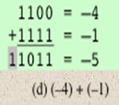 1100 = -4
+1111 = -1
11011 = -5
(d) (-4) + (-1)